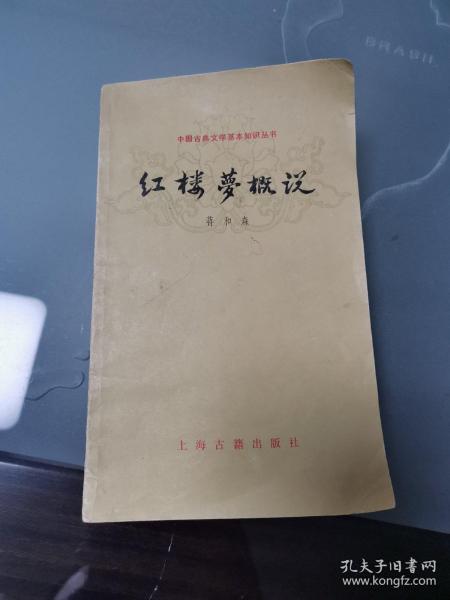 中国古典文学基本知识丛书
红楼夢概说
蒋和森
上海古籍出版社
BRASH
孔夫子旧书网
www.kongfz.com